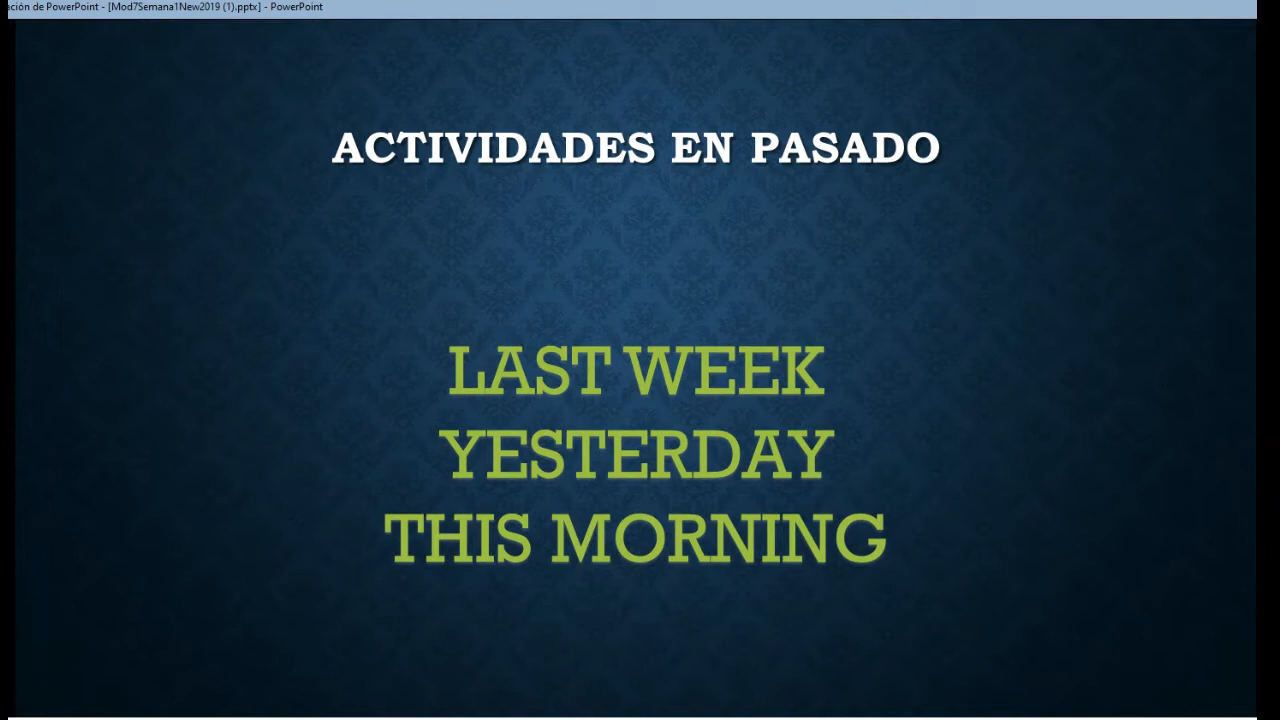 ación de PowerPoint - [Mod7Semana1New2019 (1).pptx] - PowerPoint
ACTIVIDADES EN PASADO
LAST WEEK
YESTERDAY
THIS MORNING